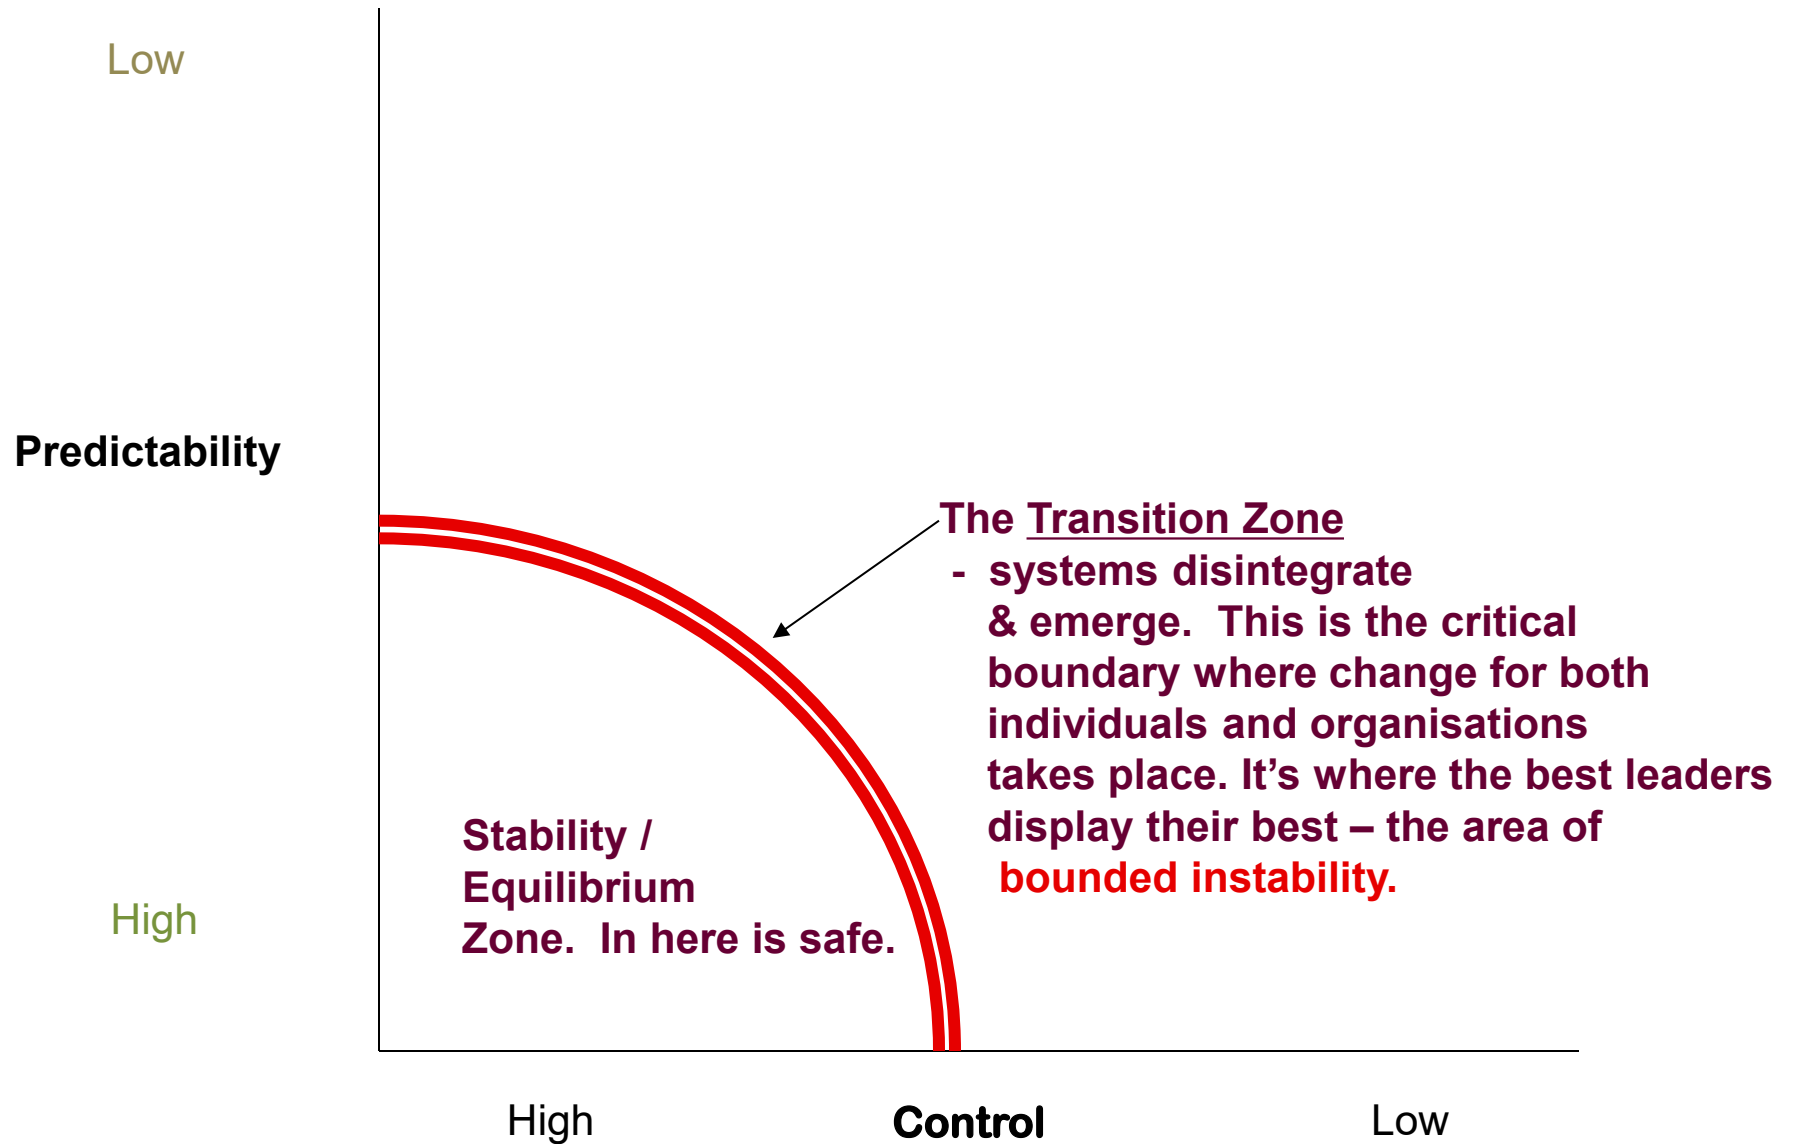 Low
Predictability
The Transition Zone
- systems disintegrate
& emerge. This is the critical
boundary where change for both
individuals and organisations
takes place. It’s where the best leaders
display their best – the area of
bounded instability.
Stability /
Equilibrium
Zone. In here is safe.
High
High
Control
Low